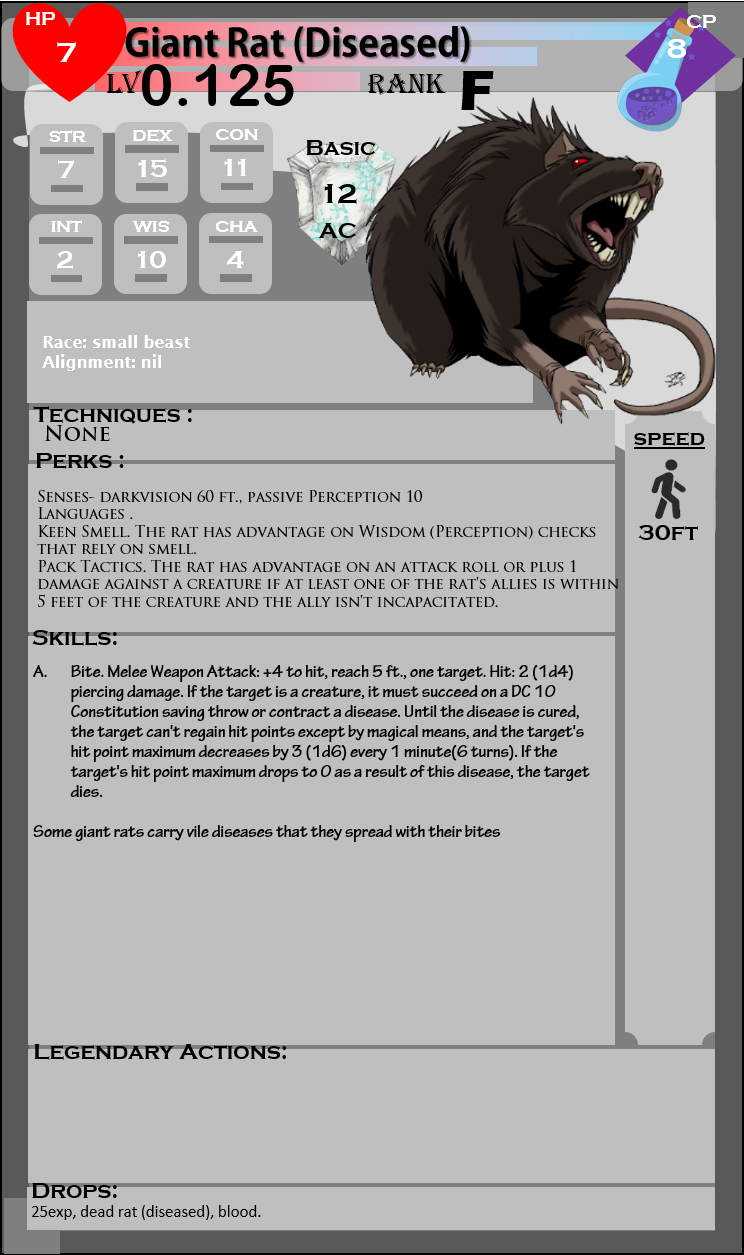 HP
7
Giant Rat (Diseased)
CP
8
LV 0.125
RANK F
STR
7
DEX
15
CON
11
INT
2
WIS
10
CHA
4
Basic
12
AC
Race: small beast
Alignment: nil
Techniques :
None
Perks :
Senses- darkvision 60 ft., passive Perception 10
Languages .
Keen Smell. The rat has advantage on Wisdom (Perception) checks
that rely on smell.
Pack Tactics. The rat has advantage on an attack roll or plus 1
damage against a creature if at least one of the rat's allies is within
5 feet of the creature and the ally isn't incapacitated.
SPEED
30FT
Skills:
A. Bite. Melee Weapon Attack: +4 to hit, reach 5 ft., one target. Hit: 2 (1d4)
piercing damage. If the target is a creature, it must succeed on a DC 10
Constitution saving throw or contract a disease. Until the disease is cured,
the target can't regain hit points except by magical means, and the target's
hit point maximum decreases by 3 (1d6) every 1 minute(6 turns). If the
target's hit point maximum drops to 0 as a result of this disease, the target
dies.
Some giant rats carry vile diseases that they spread with their bites
Legendary Actions:
Drops:
25exp, dead rat (diseased), blood.